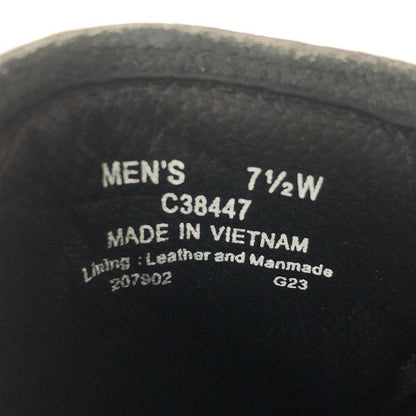 MEN'S 7½W
C38447
MADE IN VIETNAM
Lining : Leather and Manmade
207902 G23